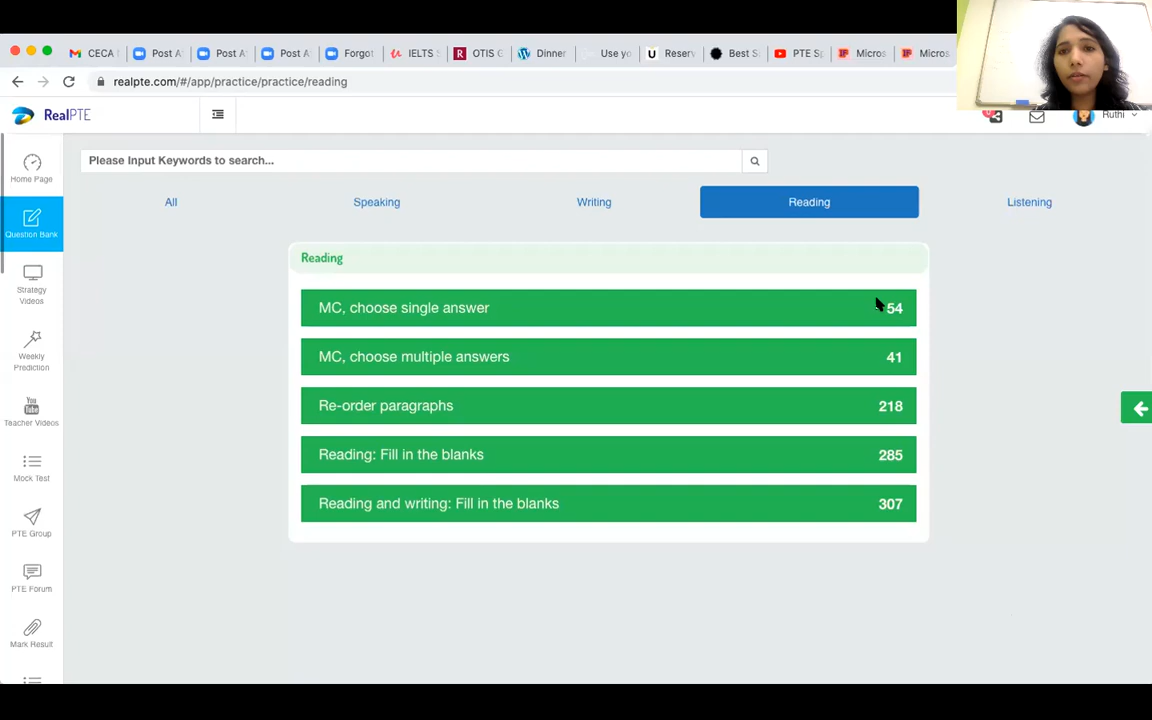 CECA
Post A
Post A
Post A
Forgot
IELTS
OTIS
Dinner
Use yo
Reserv
Best S
PTE Sp
Micros
Micros
realpte.com/#/app/practice/practice/reading
RealPTE
Ruthi
Home Page
Question Bank
Strategy
Videos
Weekly
Prediction
You
Tube
Teacher Videos
Mock Test
PTE Group
PTE Forum
Mark Result
Please Input Keywords to search...
All
Speaking
Writing
Reading
Listening
Reading
MC, choose single answer 54
MC, choose multiple answers 41
Re-order paragraphs 218
Reading: Fill in the blanks 285
Reading and writing: Fill in the blanks 307